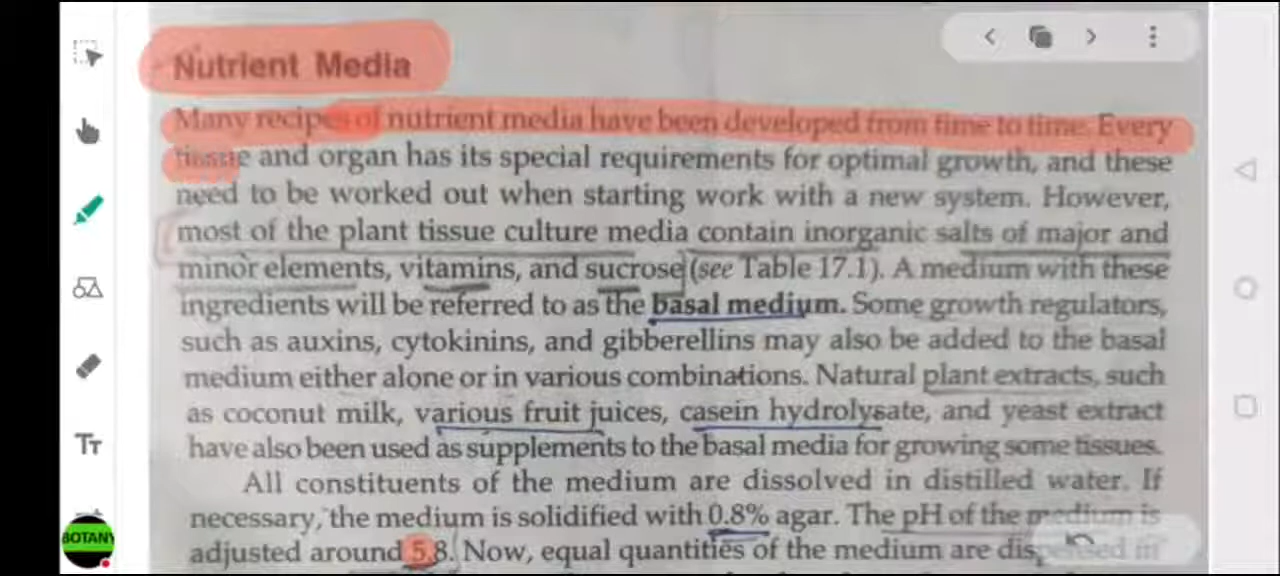 Nutrient Media
Many recipes of nutrient media have been developed from time to time. Every
tissue and organ has its special requirements for optimal growth, and these
need to be worked out when starting work with a new system. However,
most of the plant tissue culture media contain inorganic salts of major and
minor elements, vitamins, and sucrose (see Table 17.1). A medium with these
ingredients will be referred to as the basal medium. Some growth regulators,
such as auxins, cytokinins, and gibberellins may also be added to the basal
medium either alone or in various combinations. Natural plant extracts, such
as coconut milk, various fruit juices, casein hydrolysate, and yeast extract
have also been used as supplements to the basal media for growing some tissues.
All constituents of the medium are dissolved in distilled water. If
necessary, the medium is solidified with 0.8% agar. The pH of the medium is
adjusted around 5.8. Now, equal quantities of the medium are dispensed in
TT
BOTANY